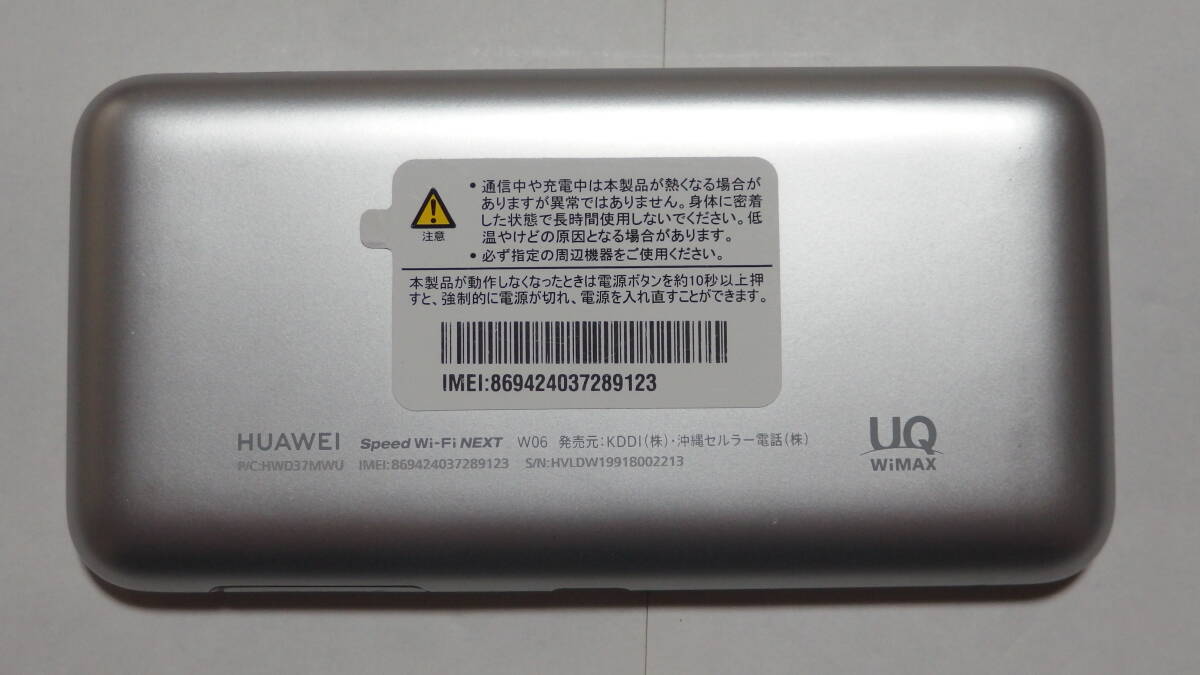 ・通信中や充電中は本製品が熱くなる場合が
ありますが異常ではありません。身体に密着
した状態で長時間使用しないでください。低
温やけどの原因となる場合があります。
注意
・必ず指定の周辺機器をご使用ください。
本製品が動作しなくなったときは電源ボタンを約10秒以上押
すと、強制的に電源が切れ、電源を入れ直すことができます。
IMEI:869424037289123
HUAWEI Speed Wi-Fi NEXT W06 発売元:KDDI(株)・沖縄セルラー電話(株)
P/C:HWD37MWU IMEI:869424037289123 S/N:HVLDW19918002213
UQ
WiMAX